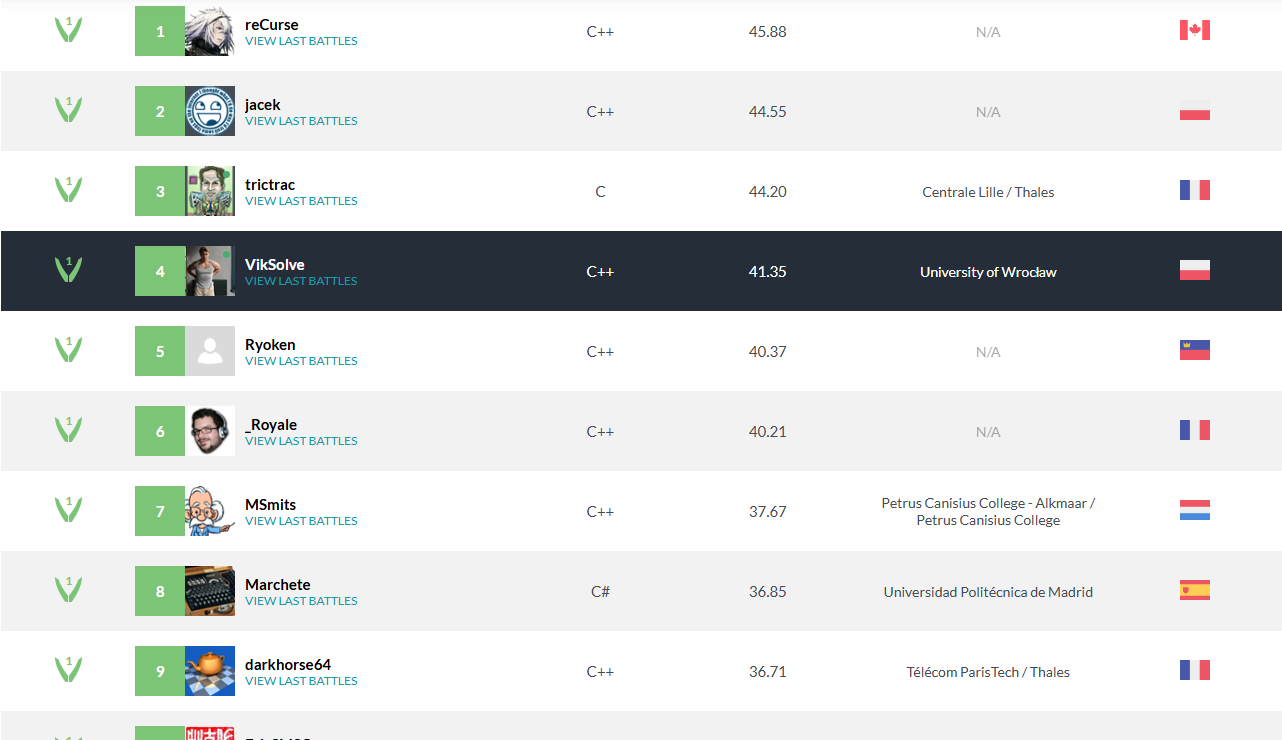 1
1
reCurse
VIEW LAST BATTLES
C++
45.88
N/A
1
2
jacek
VIEW LAST BATTLES
C++
44.55
N/A
1
3
trictrac
VIEW LAST BATTLES
C
44.20
Centrale Lille / Thales
1
4
VikSolve
VIEW LAST BATTLES
C++
41.35
University of Wrocław
1
5
Ryoken
VIEW LAST BATTLES
C++
40.37
N/A
1
6
_Royale
VIEW LAST BATTLES
C++
40.21
N/A
1
7
MSmits
VIEW LAST BATTLES
C++
37.67
Petrus Canisius College - Alkmaar /
Petrus Canisius College
1
8
Marchete
VIEW LAST BATTLES
C#
36.85
Universidad Politécnica de Madrid
1
9
darkhorse64
VIEW LAST BATTLES
C++
36.71
Télécom ParisTech / Thales